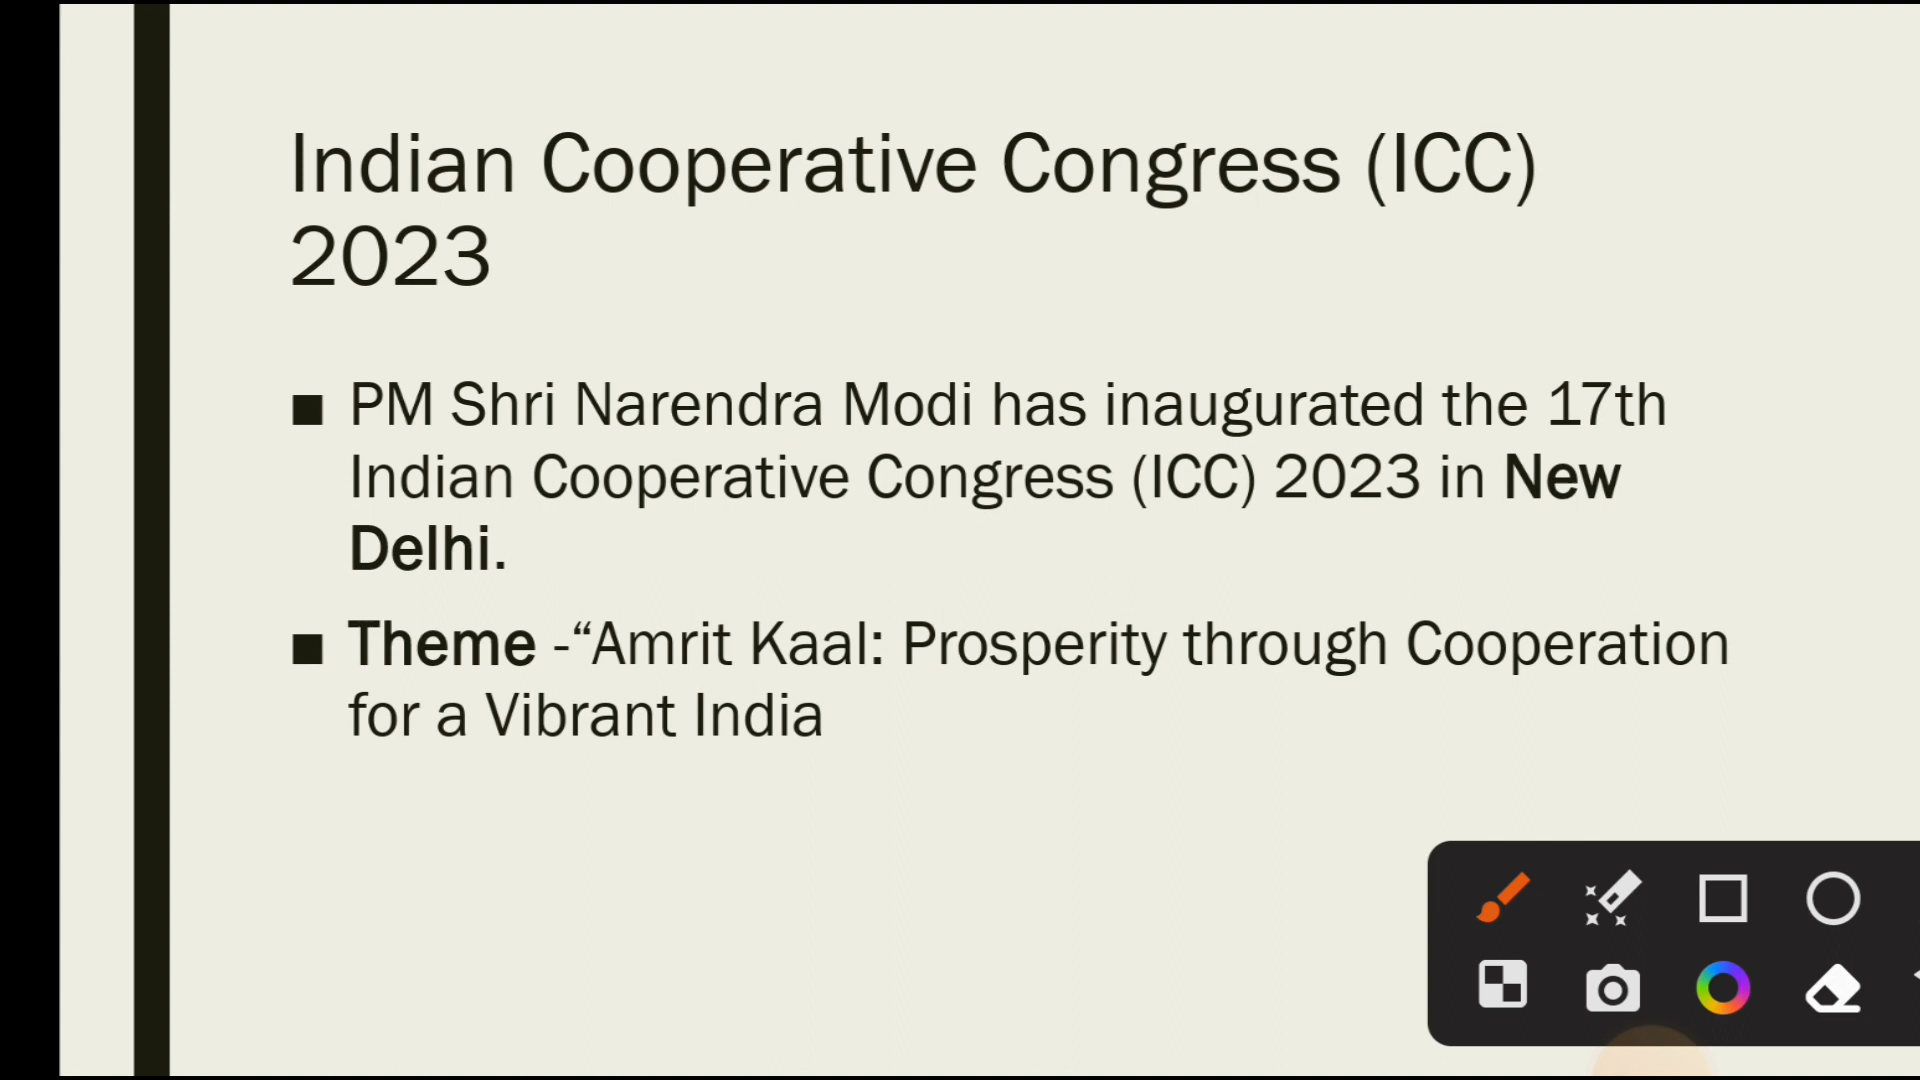 Indian Cooperative Congress (ICC)
2023
■ PM Shri Narendra Modi has inaugurated the 17th
Indian Cooperative Congress (ICC) 2023 in New
Delhi.
■ Theme -“Amrit Kaal: Prosperity through Cooperation
for a Vibrant India